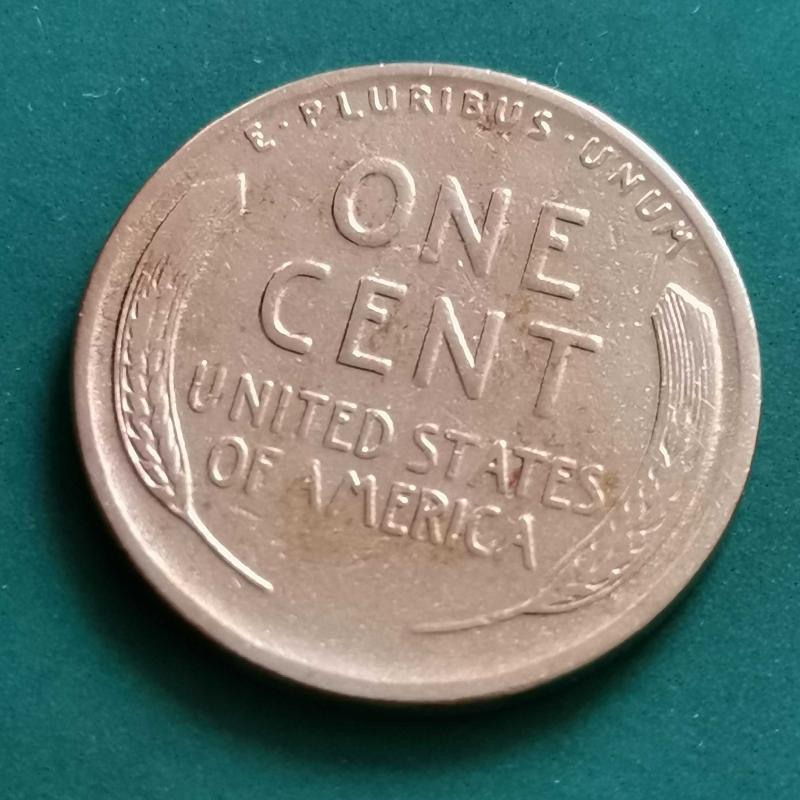 E·PLURIBUS·UNUM
ONE
CENT
UNITED STATES
OF AMERICA